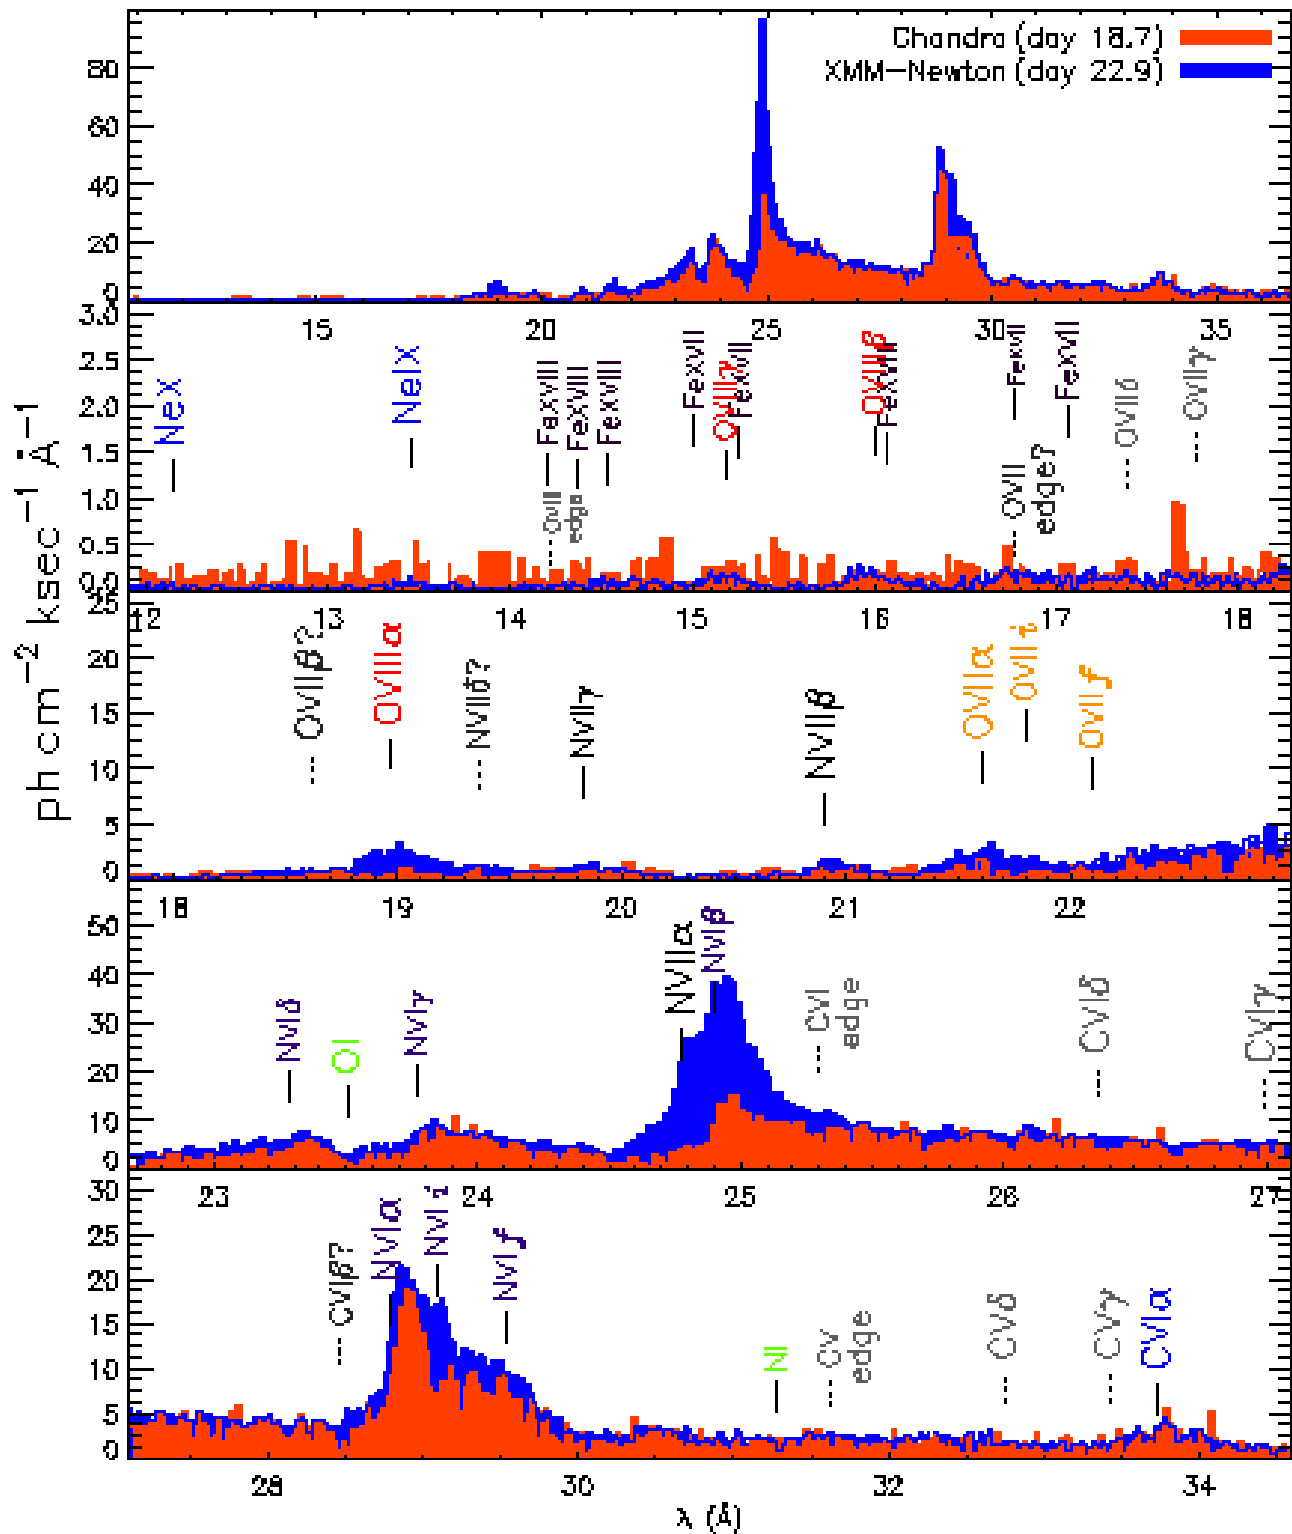 Chandra (day 18.7)
XMM-Newton (day 22.9)
80
60
40
20
0
15 20 25 30 35
ph cm−2 ksec−1 Å−1
3.0
2.5
2.0
1.5
1.0
0.5
0.0
NeX
NeIX
FeXVIII
OVII
edge
FeXVIII
FeXVIII
FeXVII
OVIIIγ
FeXVII
OVIIIβ
FeXVIII
FeXVII
OVII
edge?
FeXVII
OVIIδ
OVIIγ
12 13 14 15 16 17 18
25
20
15
10
5
0
OVIIβ?
OVIIIα
NVIIδ?
NVIIγ
NVIIβ
OVIIα
OVII i
OVII f
18 19 20 21 22
50
40
30
20
10
0
NVIδ
OI
NVIγ
NVIIα
NVIβ
CVI
edge
CVIδ
CVIγ
23 24 25 26 27
30
25
20
15
10
5
0
CVIβ?
NVIα
NVI i
NVI f
NI
CV
edge
CVδ
CVγ
CVIα
28 30 32 34
λ (Å)